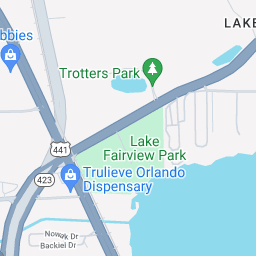 LAKE
bbies
Trotters Park
441
Lake
Fairview Park
423
Trulieve Orlando
Dispensary
Nowak Dr
Backiel Dr